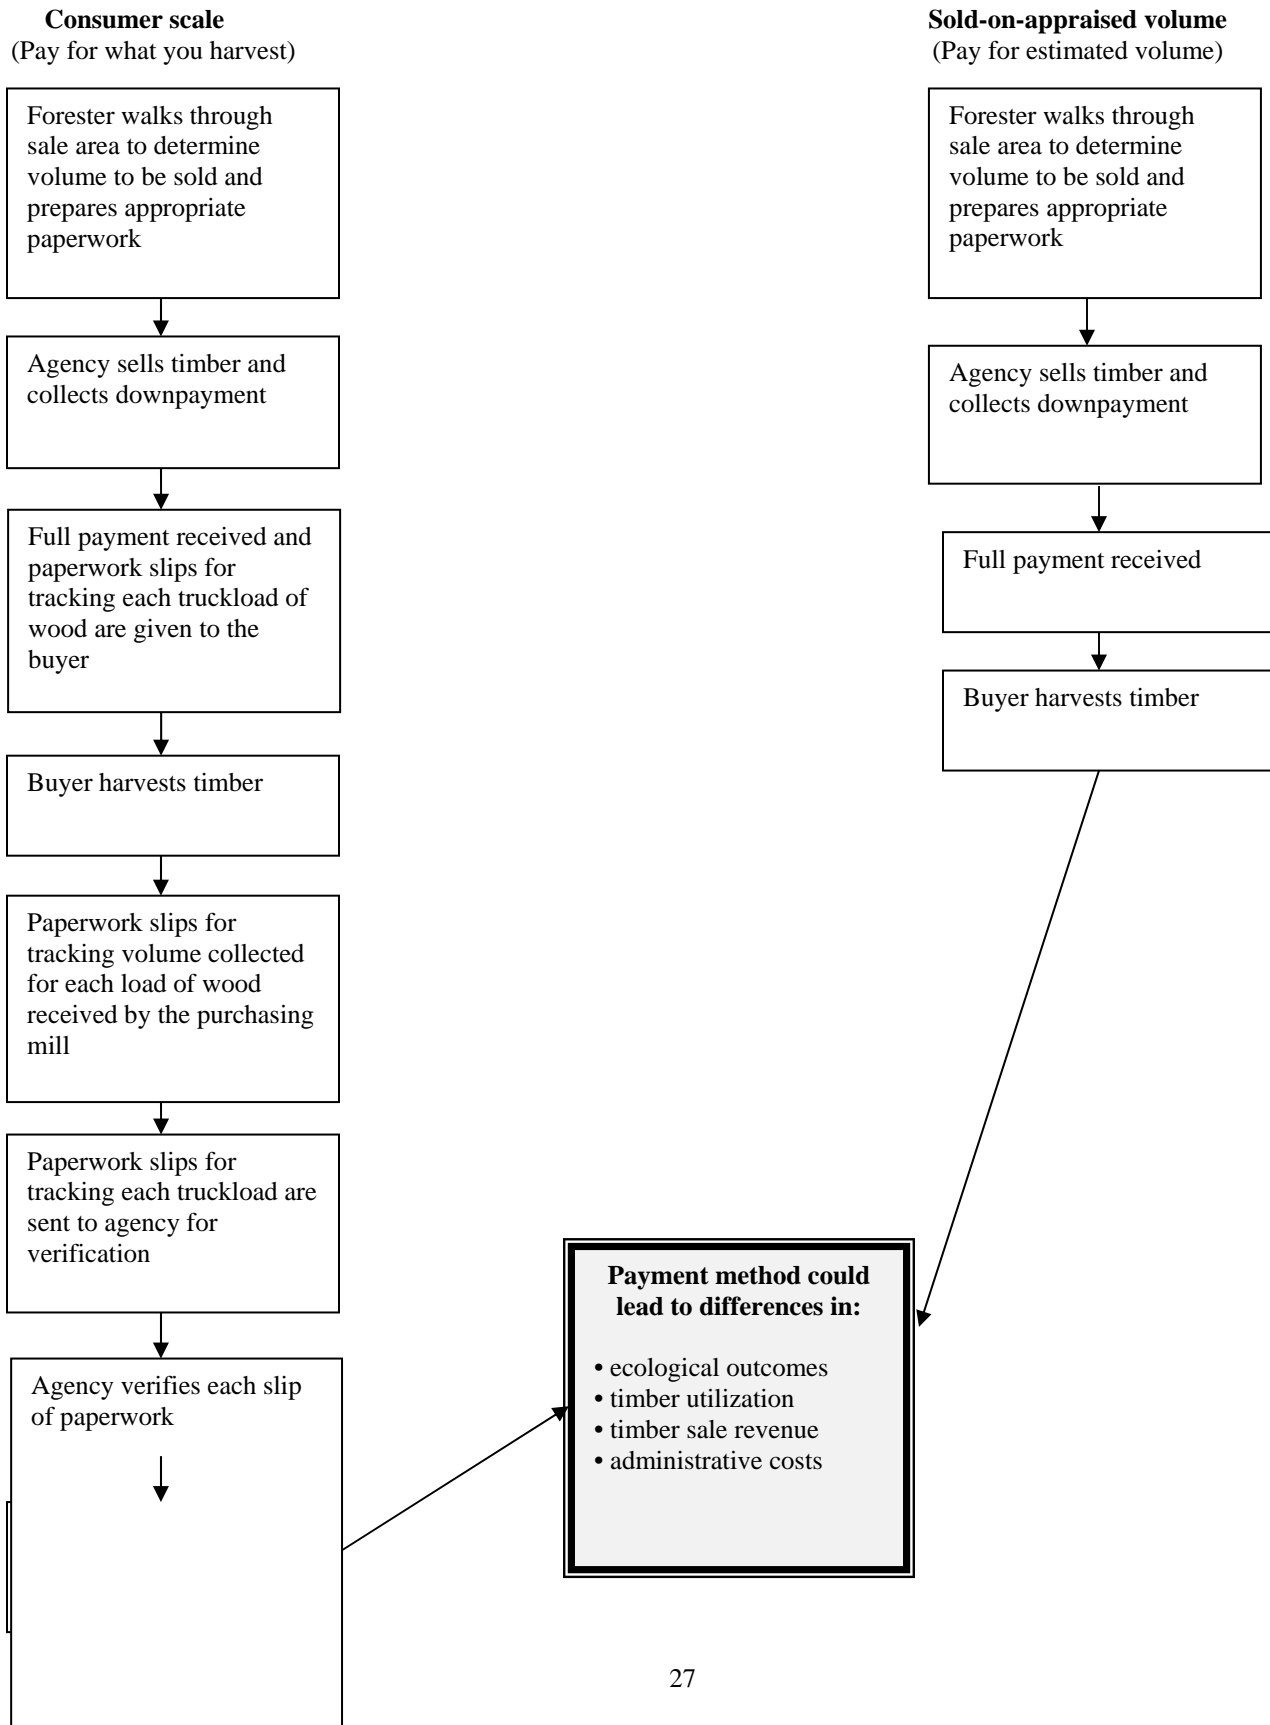 Consumer scale
(Pay for what you harvest)
Forester walks through
sale area to determine
volume to be sold and
prepares appropriate
paperwork
Agency sells timber and
collects downpayment
Full payment received and
paperwork slips for
tracking each truckload of
wood are given to the
buyer
Buyer harvests timber
Paperwork slips for
tracking volume collected
for each load of wood
received by the purchasing
mill
Paperwork slips for
tracking each truckload are
sent to agency for
verification
Agency verifies each slip
of paperwork
Sold-on-appraised volume
(Pay for estimated volume)
Forester walks through
sale area to determine
volume to be sold and
prepares appropriate
paperwork
Agency sells timber and
collects downpayment
Full payment received
Buyer harvests timber
Payment method could
lead to differences in:
• ecological outcomes
• timber utilization
• timber sale revenue
• administrative costs
27